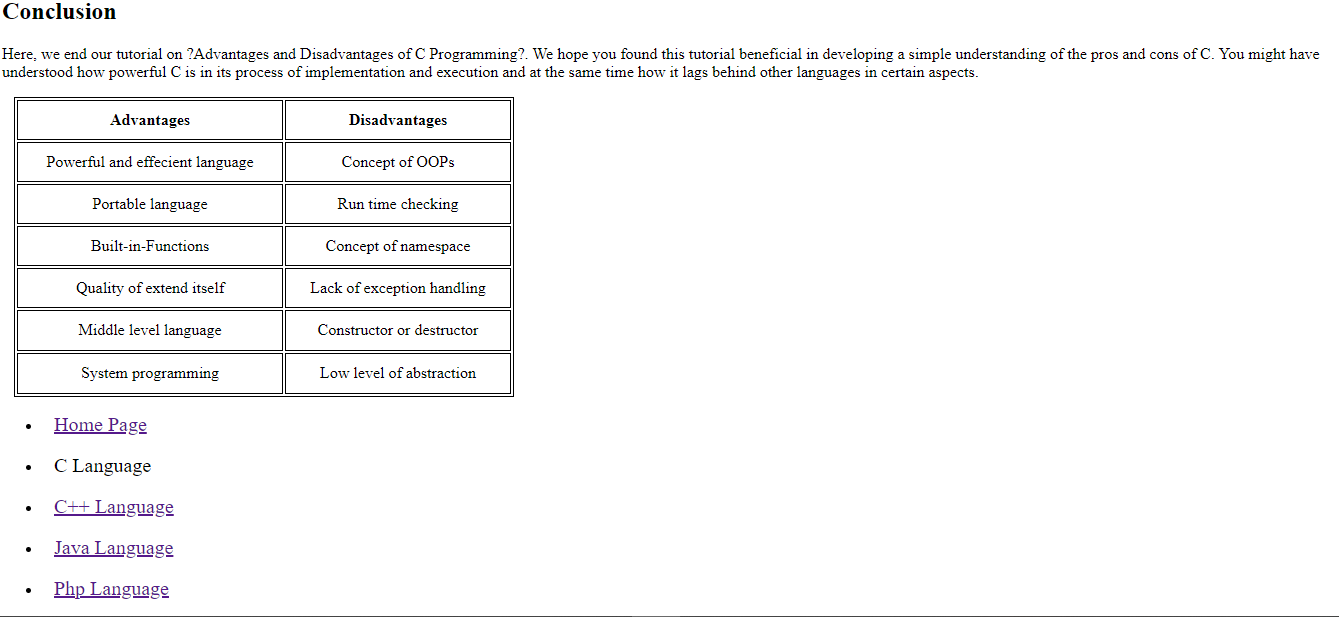 Conclusion
Here, we end our tutorial on ?Advantages and Disadvantages of C Programming?. We hope you found this tutorial beneficial in developing a simple understanding of the pros and cons of C. You might have
understood how powerful C is in its process of implementation and execution and at the same time how it lags behind other languages in certain aspects.
Advantages Disadvantages
Powerful and effecient language Concept of OOPs
Portable language Run time checking
Built-in-Functions Concept of namespace
Quality of extend itself Lack of exception handling
Middle level language Constructor or destructor
System programming Low level of abstraction
Home Page
C Language
C++ Language
Java Language
Php Language